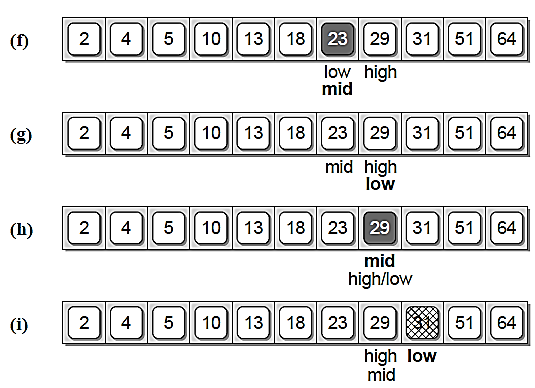 (f) 2 4 5 10 13 18 23 29 31 51 64
low high
mid
(g) 2 4 5 10 13 18 23 29 31 51 64
mid high
low
(h) 2 4 5 10 13 18 23 29 31 51 64
mid
high/low
(i) 2 4 5 10 13 18 23 29 31 51 64
high low
mid